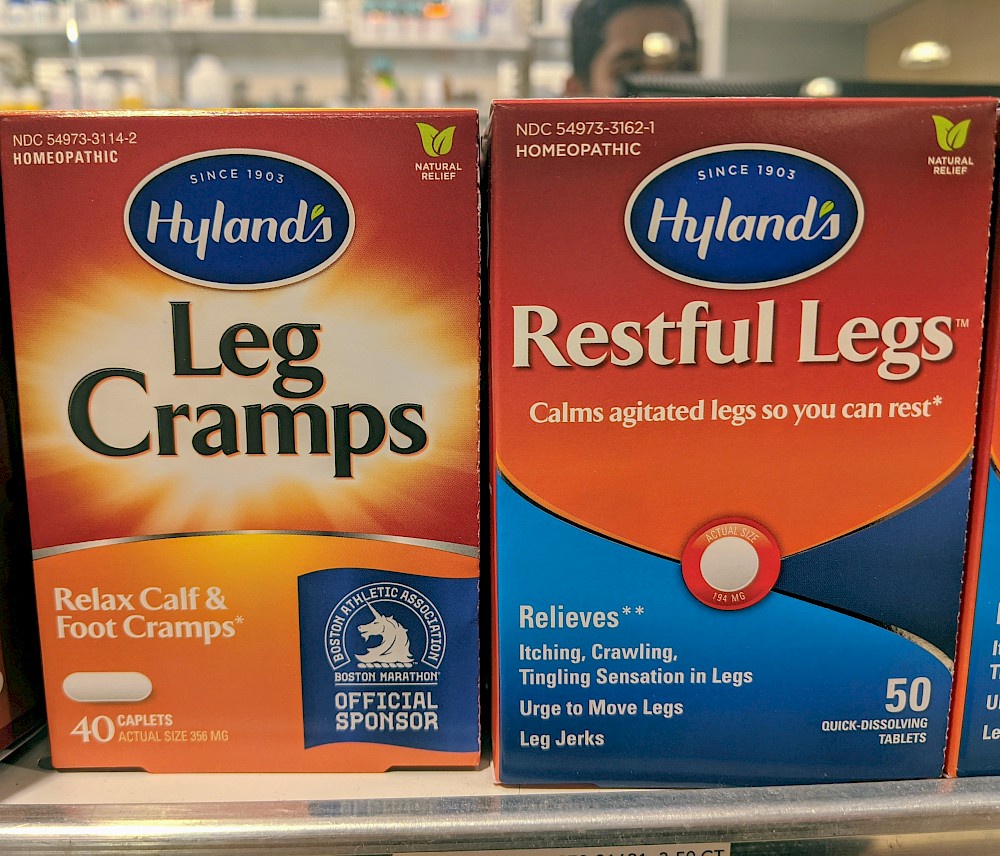 NDC 54973-3114-2
HOMEOPATHIC
NATURAL
RELIEF
SINCE 1903
Hyland's
Leg
Cramps
Relax Calf &
Foot Cramps*
40 CAPLETS
ACTUAL SIZE 356 MG
BOSTON ATHLETIC ASSOCIATION
BOSTON MARATHON®
OFFICIAL
SPONSOR
NDC 54973-3162-1
HOMEOPATHIC
NATURAL
RELIEF
SINCE 1903
Hyland's
Restful Legs™
Calms agitated legs so you can rest*
ACTUAL SIZE
194 MG
Relieves**
Itching, Crawling,
Tingling Sensation in Legs
Urge to Move Legs
Leg Jerks
50
QUICK-DISSOLVING
TABLETS